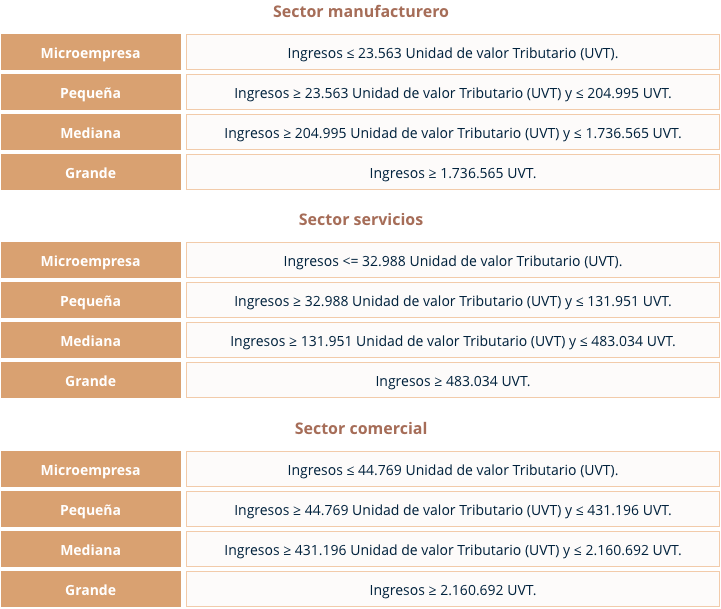 Sector manufacturero
Microempresa Ingresos ≤ 23.563 Unidad de valor Tributario (UVT).
Pequeña Ingresos ≥ 23.563 Unidad de valor Tributario (UVT) y ≤ 204.995 UVT.
Mediana Ingresos ≥ 204.995 Unidad de valor Tributario (UVT) y ≤ 1.736.565 UVT.
Grande Ingresos ≥ 1.736.565 UVT.
Sector servicios
Microempresa Ingresos <= 32.988 Unidad de valor Tributario (UVT).
Pequeña Ingresos ≥ 32.988 Unidad de valor Tributario (UVT) y ≤ 131.951 UVT.
Mediana Ingresos ≥ 131.951 Unidad de valor Tributario (UVT) y ≤ 483.034 UVT.
Grande Ingresos ≥ 483.034 UVT.
Sector comercial
Microempresa Ingresos ≤ 44.769 Unidad de valor Tributario (UVT).
Pequeña Ingresos ≥ 44.769 Unidad de valor Tributario (UVT) y ≤ 431.196 UVT.
Mediana Ingresos ≥ 431.196 Unidad de valor Tributario (UVT) y ≤ 2.160.692 UVT.
Grande Ingresos ≥ 2.160.692 UVT.